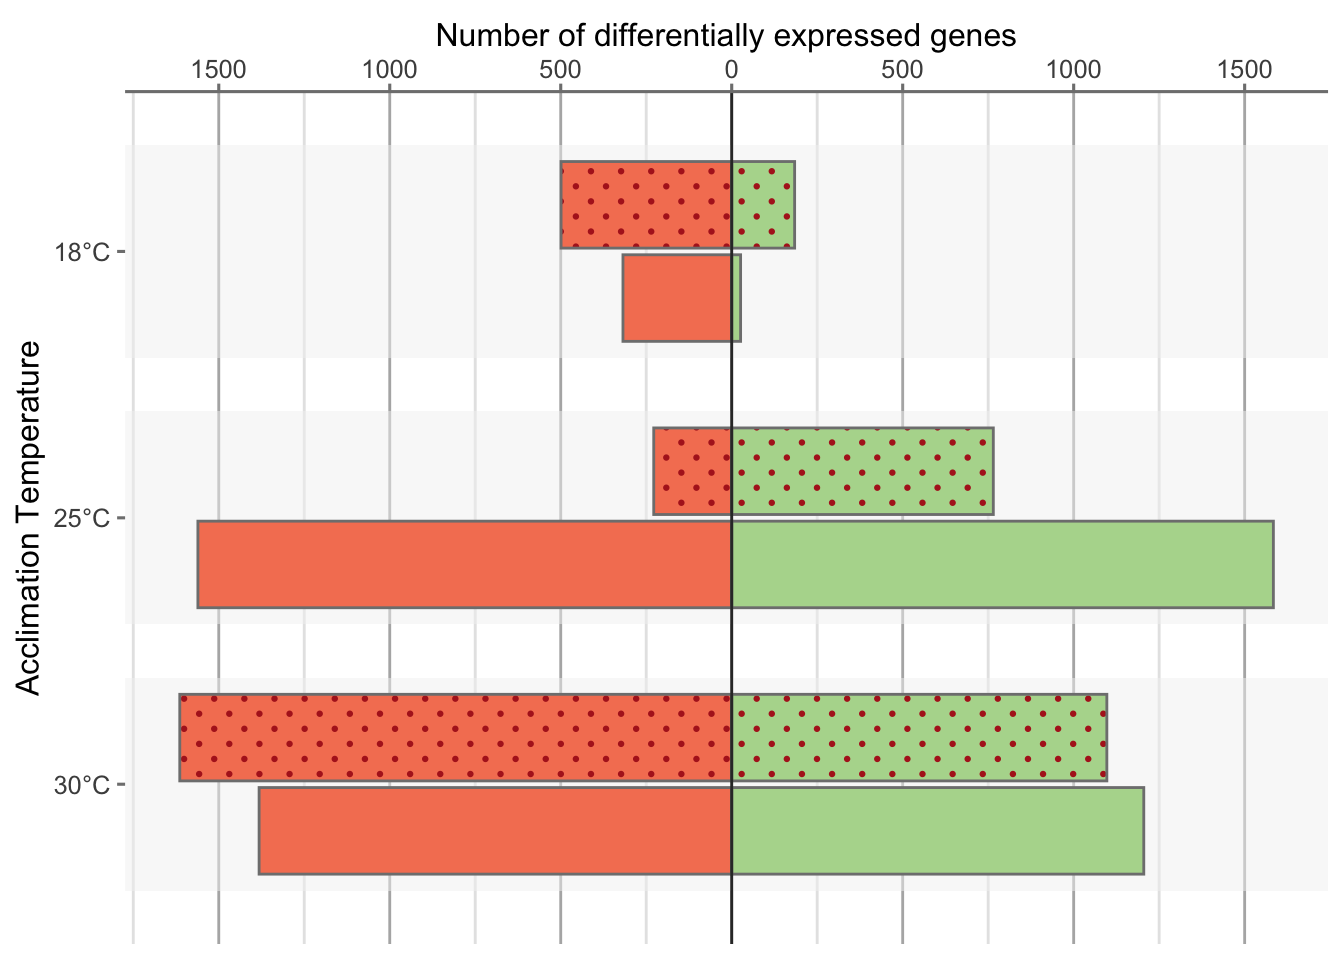 Number of differentially expressed genes
1500 1000 500 0 500 1000 1500
18°C
25°C
30°C
Acclimation Temperature